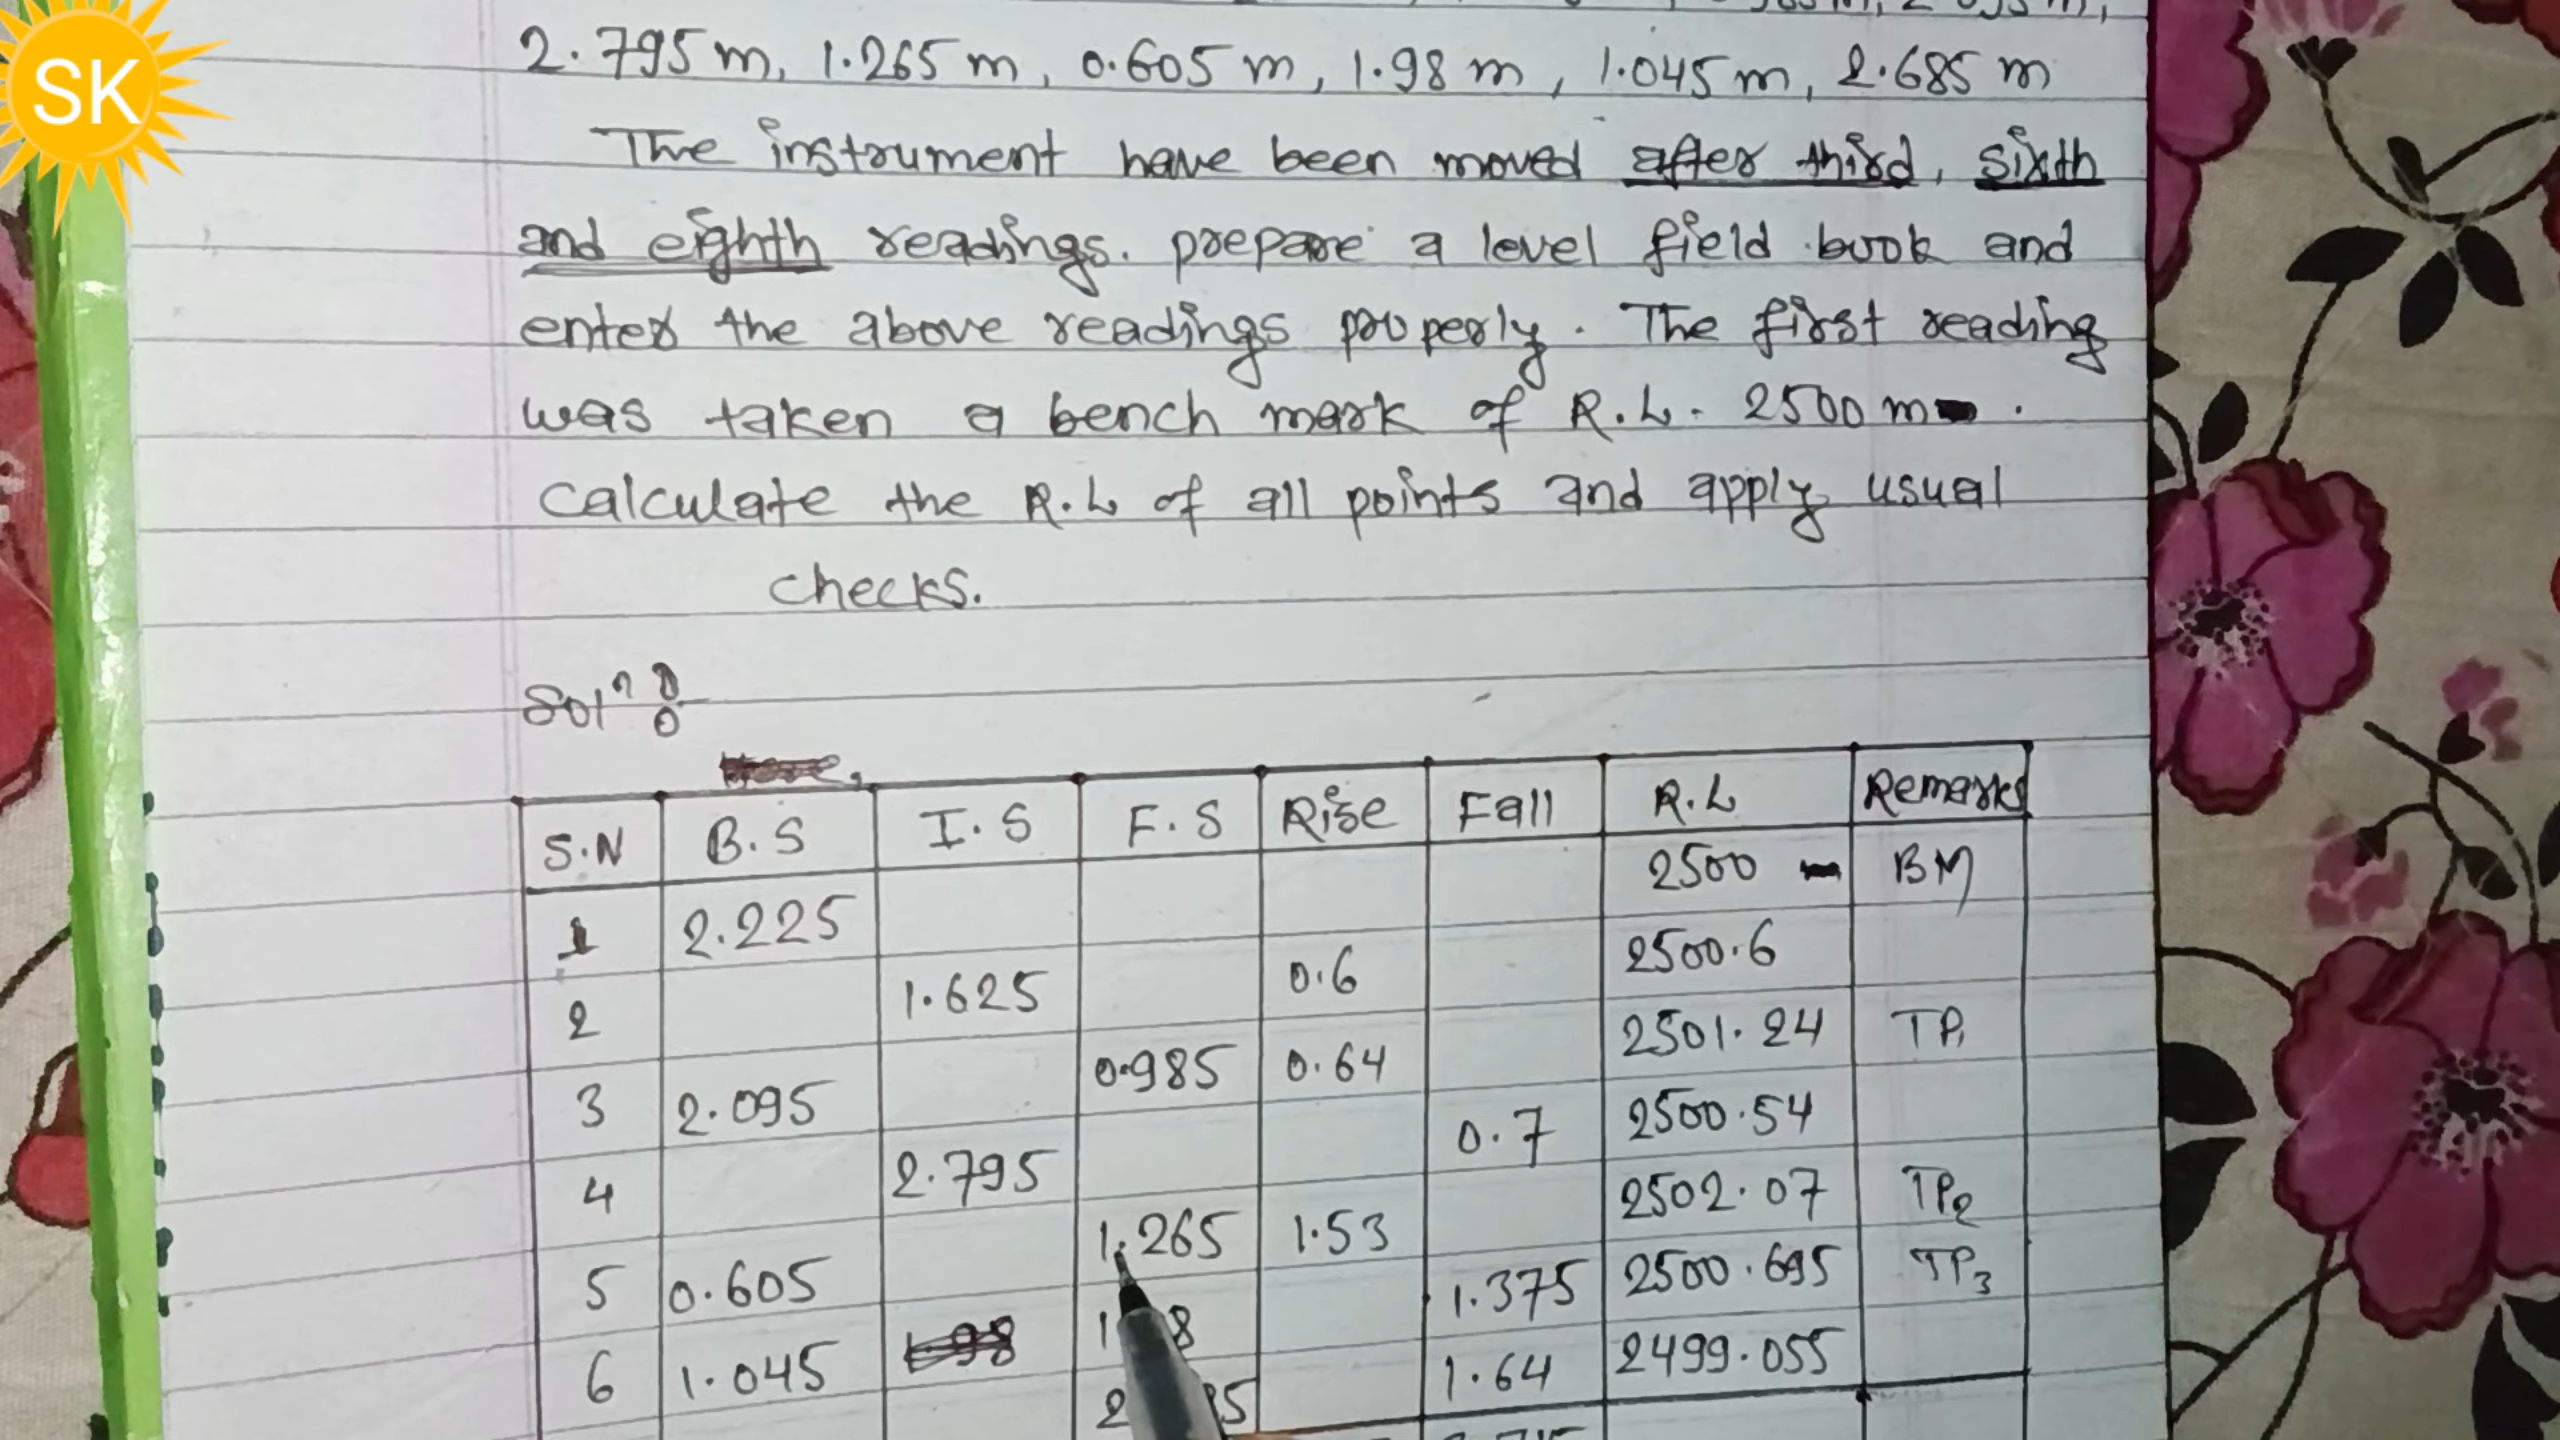 SK
2.795 m, 1.265 m, 0.605 m, 1.98 m, 1.045 m, 2.685 m
The instrument have been moved after third, sixth
and eighth readings. prepare a level field book and
enter the above readings properly. The first reading
was taken a bench mark of R.L. 2500 m.
calculate the R.L of all points and apply usual
checks.
Solⁿ :
S.N B.S I.S F.S Rise Fall R.L Remarks
1 2.225 2500 BM
2 1.625 0.6 2500.6
3 2.095 0.985 0.64 2501.24 TP1
4 2.795 0.7 2500.54
5 0.605 1.265 1.53 2502.07 TP2
6 1.045 1.375 2500.695 TP3
1.64 2499.055